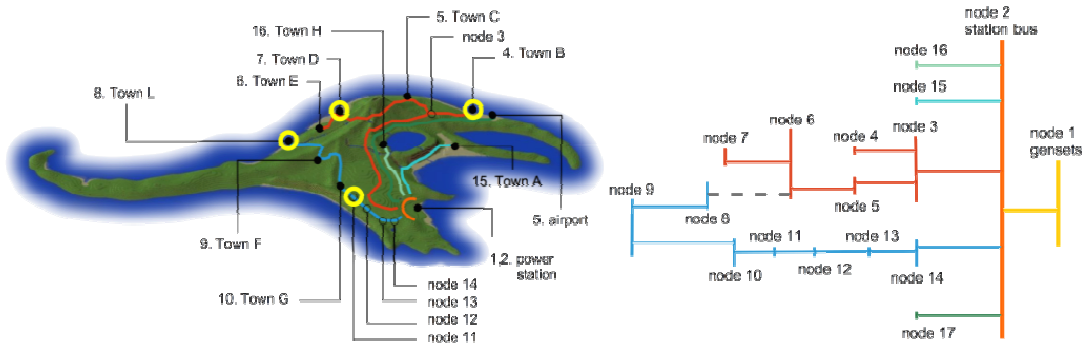 5. Town C
16. Town H
node 3
7. Town D
4. Town B
6. Town E
8. Town L
15. Town A
5. airport
9. Town F
1,2. power
station
10. Town G
node 14
node 13
node 12
node 11
node 2
station bus
node 16
node 15
node 6
node 3
node 7
node 4
node 1
gensets
node 9
node 5
node 8
node 11
node 13
node 10
node 12
node 14
node 17